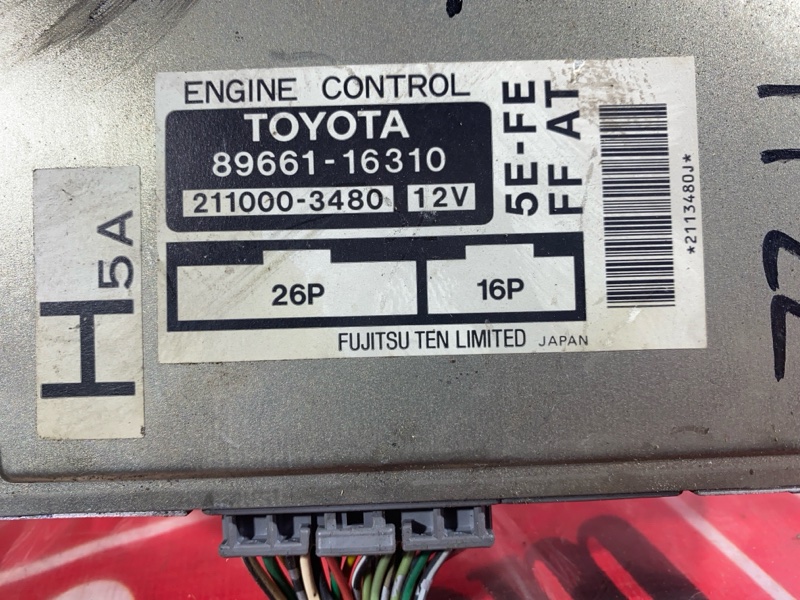 ENGINE CONTROL
TOYOTA
89661-16310
211000-3480 12V
5E-FE
FF AT
*2113480J*
26P
16P
FUJITSU TEN LIMITED JAPAN
H 5A